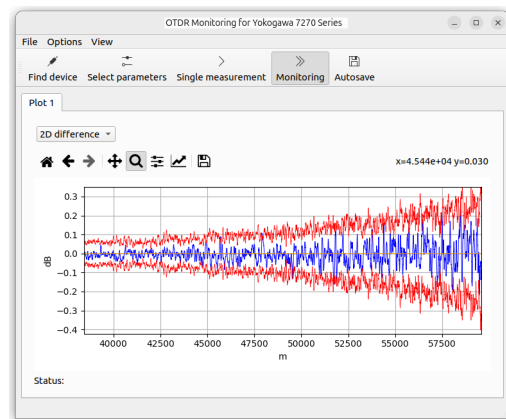 OTDR Monitoring for Yokogawa 7270 Series
File Options View
Find device Select parameters Single measurement Monitoring Autosave
Plot 1
2D difference
x=4.544e+04 y=0.030
0.3
0.2
0.1
0.0
−0.1
−0.2
−0.3
−0.4
dB
40000 42500 45000 47500 50000 52500 55000 57500
m
Status: